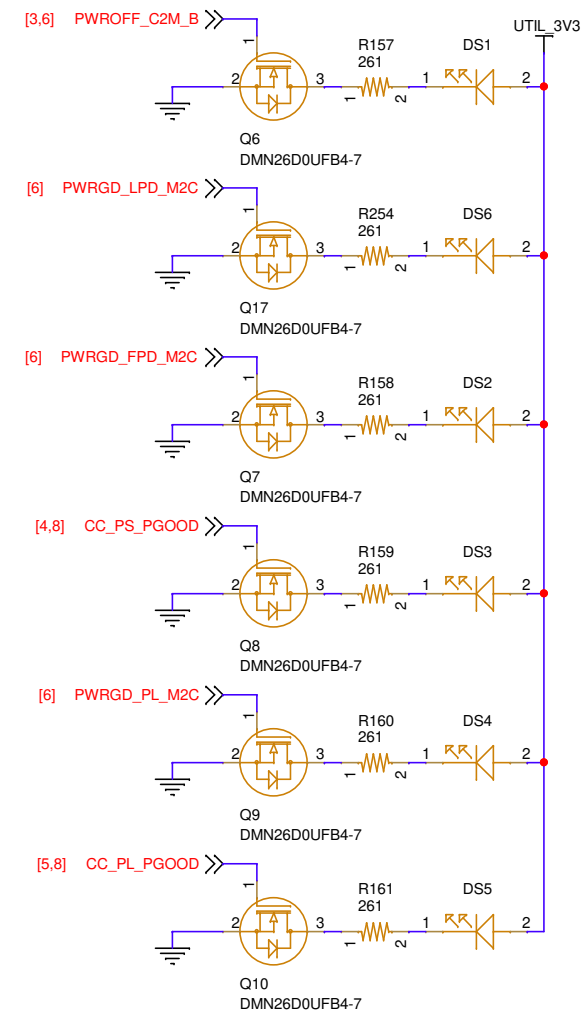 [3,6] PWROFF_C2M_B
UTIL_3V3
1
R157
261
DS1
2
3
1
2
1
2
Q6
DMN26D0UFB4-7
[6] PWRGD_LPD_M2C
1
R254
261
DS6
2
3
1
2
1
2
Q17
DMN26D0UFB4-7
[6] PWRGD_FPD_M2C
1
R158
261
DS2
2
3
1
2
1
2
Q7
DMN26D0UFB4-7
[4,8] CC_PS_PGOOD
1
R159
261
DS3
2
3
1
2
1
2
Q8
DMN26D0UFB4-7
[6] PWRGD_PL_M2C
1
R160
261
DS4
2
3
1
2
1
2
Q9
DMN26D0UFB4-7
[5,8] CC_PL_PGOOD
1
R161
261
DS5
2
3
1
2
1
2
Q10
DMN26D0UFB4-7